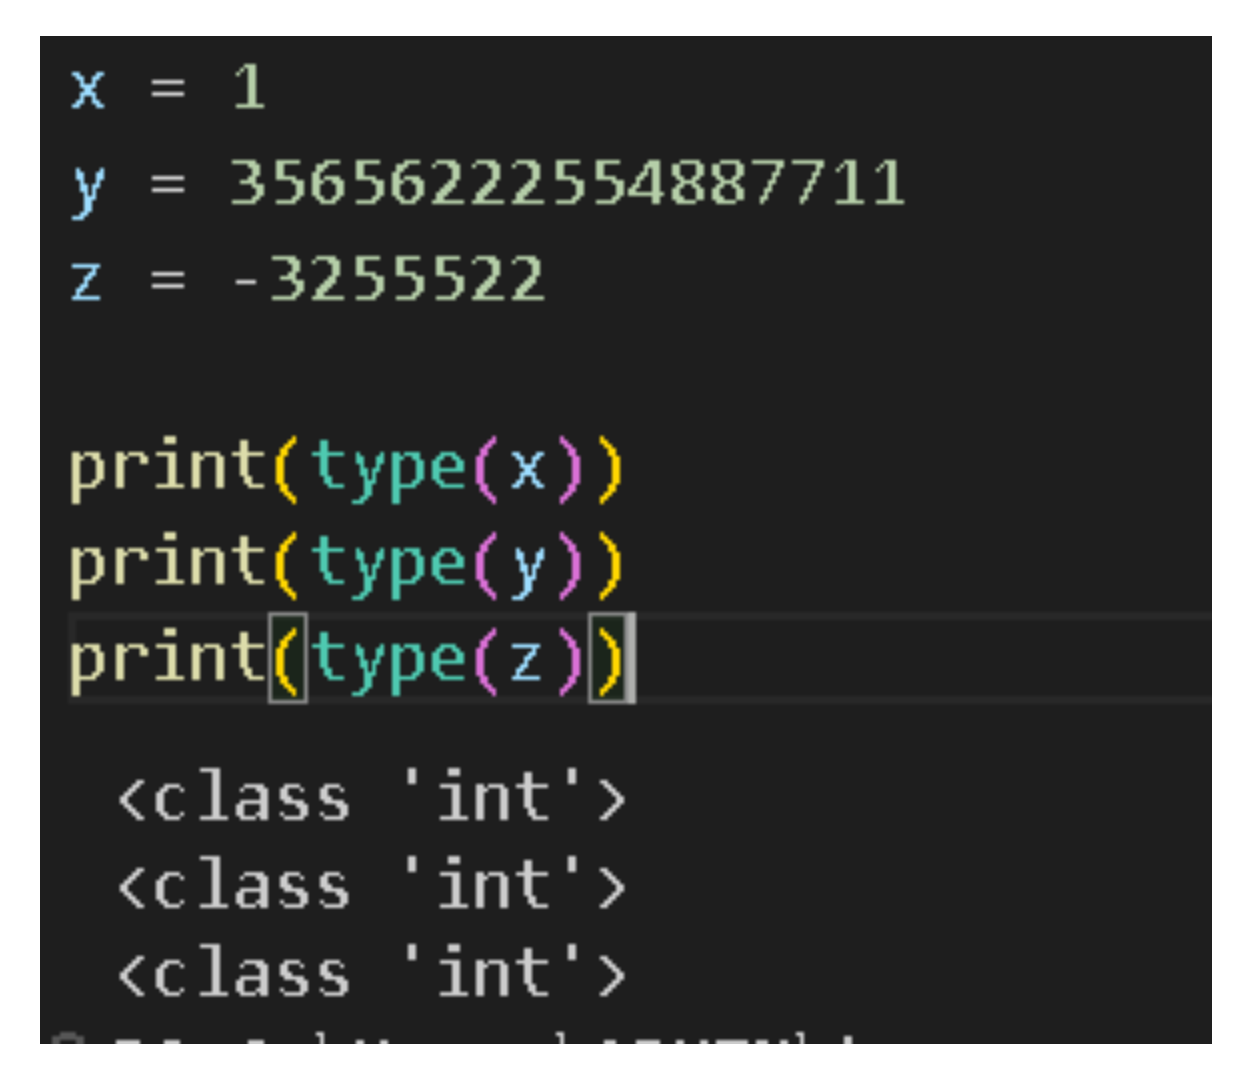 x = 1
y = 35656222554887711
z = -3255522
print(type(x))
print(type(y))
print(type(z))
<class 'int'>
<class 'int'>
<class 'int'>